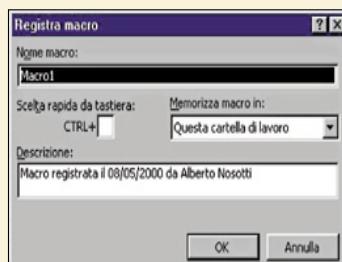 Registra macro
Nome macro:
Macro1
Scelta rapida da tastiera:
CTRL+
Memorizza macro in:
Questa cartella di lavoro
Descrizione:
Macro registrata il 08/05/2000 da Alberto Nosotti
OK
Annulla